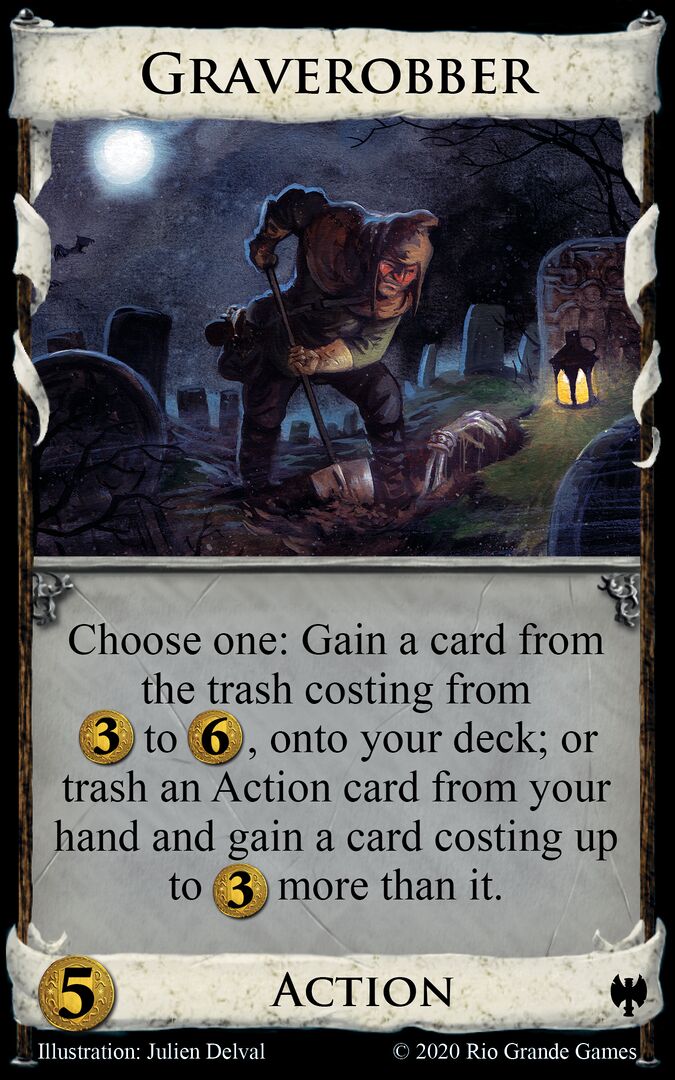 Graverobber
Choose one: Gain a card from
the trash costing from
3 to 6, onto your deck; or
trash an Action card from your
hand and gain a card costing up
to 3 more than it.
5 Action
Illustration: Julien Delval © 2020 Rio Grande Games